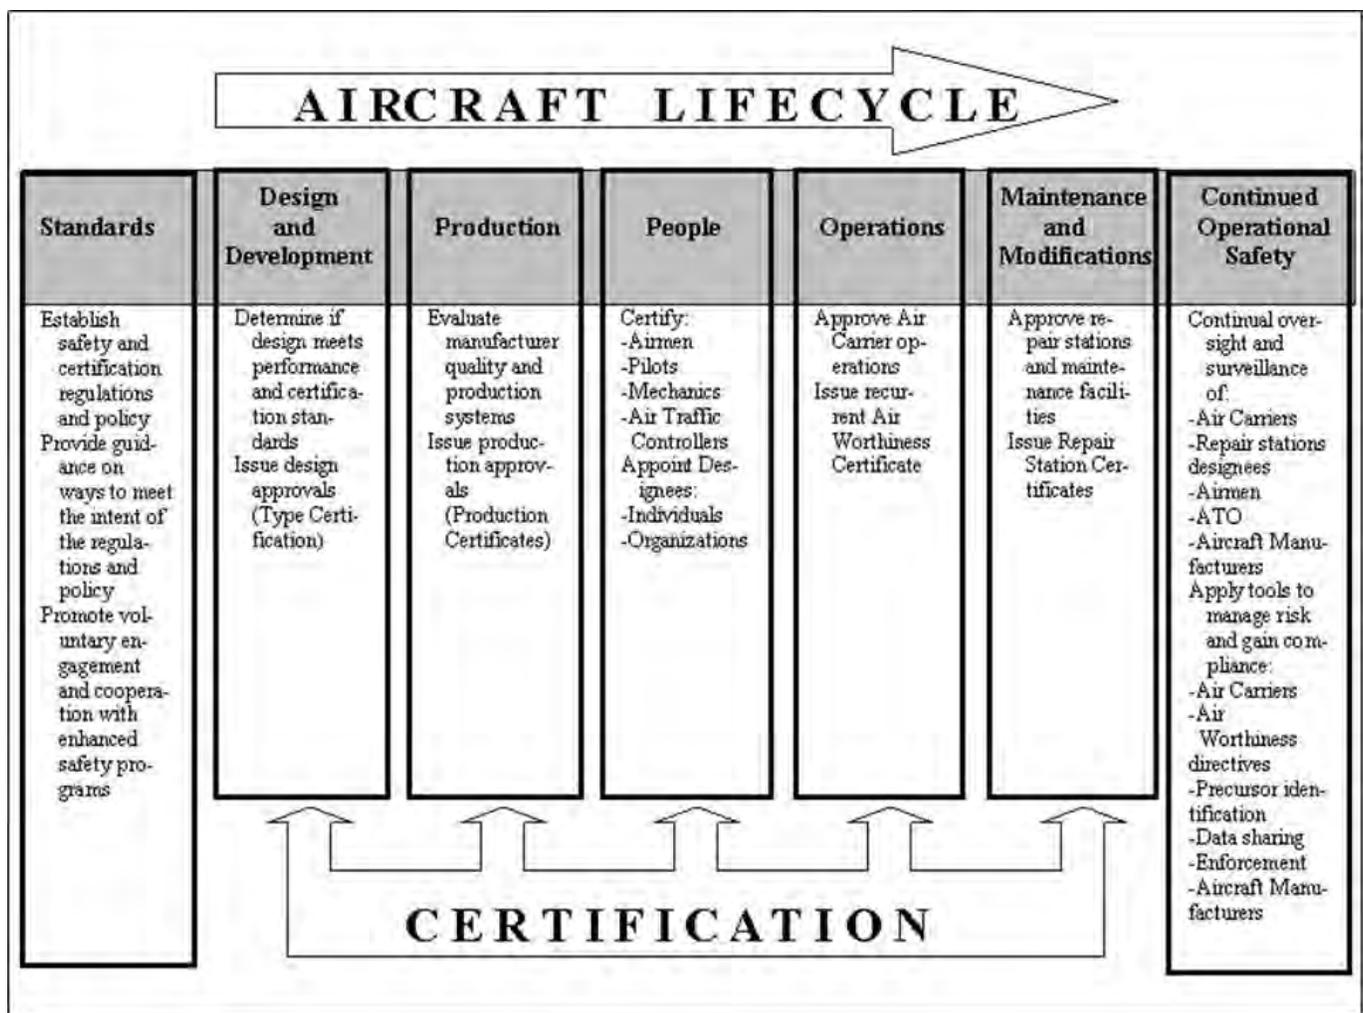 AIRCRAFT LIFECYCLE
Standards
Establish
safety and
certification
regulations
and policy
Provide guid-
ance on
ways to meet
the intent of
the regula-
tions and
policy
Promote vol-
untary en-
gagement
and coopera-
tion with
enhanced
safety pro-
grams
Design
and
Development
Determine if
design meets
performance
and certifica-
tion stan-
dards
Issue design
approvals
(Type Certi-
fication)
Production
Evaluate
manufacturer
quality and
production
systems
Issue produc-
tion approv-
als
(Production
Certificates)
People
Certify:
-Airmen
-Pilots
-Mechanics
-Air Traffic
Controllers
Appoint Des-
ignees:
-Individuals
-Organizations
Operations
Approve Air
Carrier op-
erations
Issue recur-
rent Air
Worthiness
Certificate
Maintenance
and
Modifications
Approve re-
pair stations
and mainte-
nance facili-
ties
Issue Repair
Station Cer-
tificates
Continued
Operational
Safety
Continual over-
sight and
surveillance
of:
-Air Carriers
-Repair stations
designees
-Airmen
-ATO
-Aircraft Manu-
facturers
Apply tools to
manage risk
and gain com-
pliance:
-Air Carriers
-Air
Worthiness
directives
-Precursor iden-
tification
-Data sharing
-Enforcement
-Aircraft Manu-
facturers
CERTIFICATION